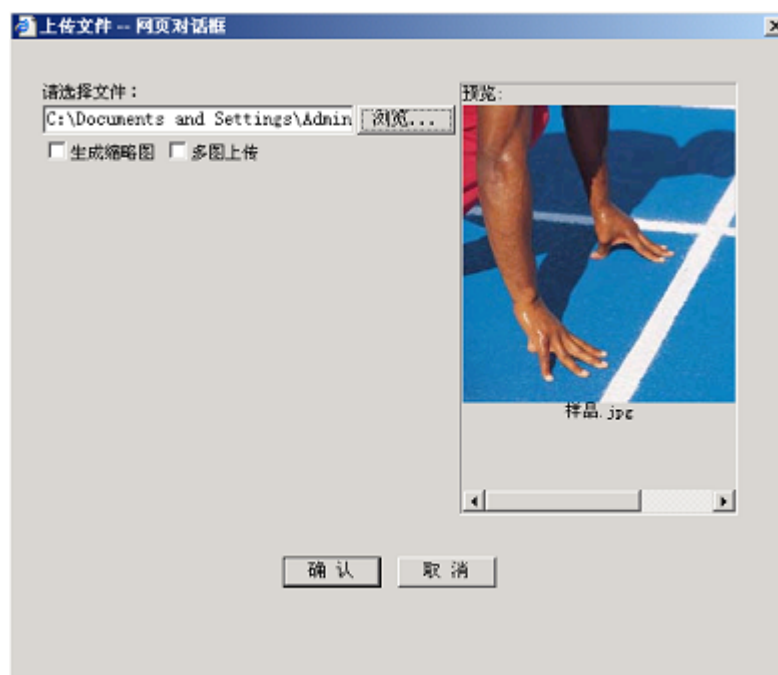 上传文件 -- 网页对话框
请选择文件：
C:\Documents and Settings\Admin
浏览...
预览:
生成缩略图
多图上传
样品.jpg
确 认
取 消